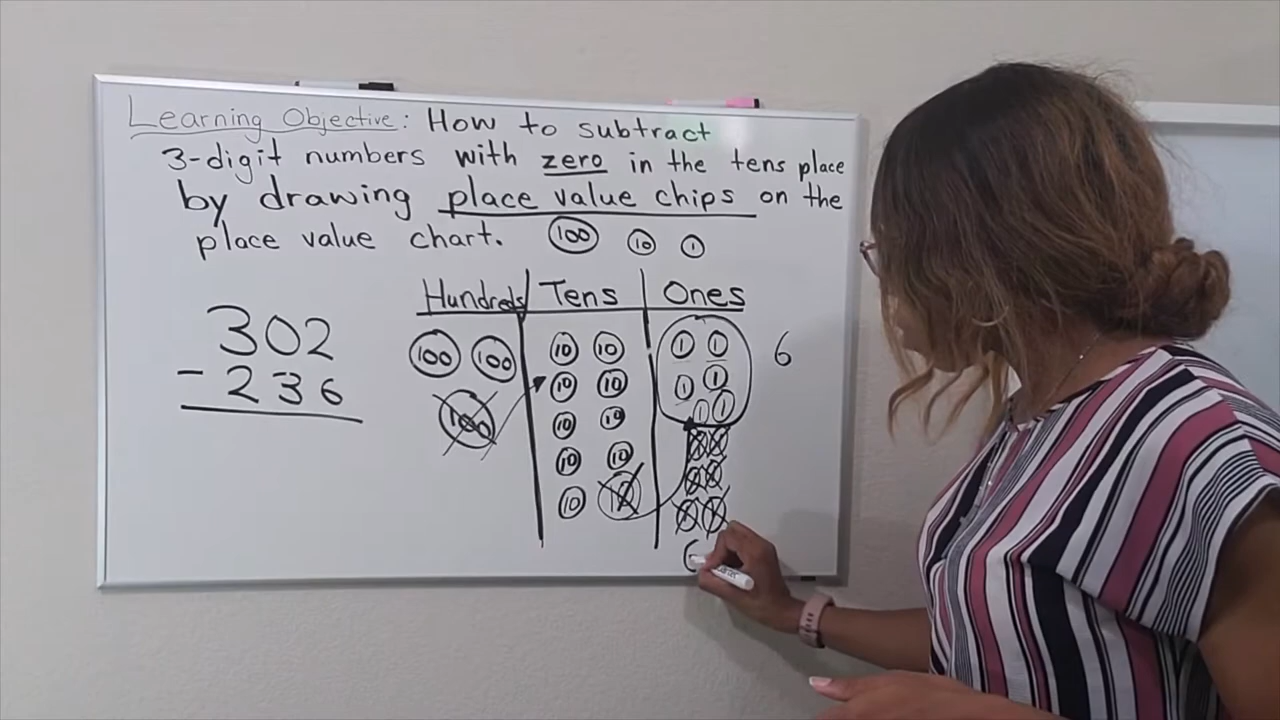 Learning Objective: How to subtract
3-digit numbers with zero in the tens place
by drawing place value chips on the
place value chart. 100 10 1
Hundreds Tens Ones
302
- 236
100 100 10 10 1 1 6
10 10 1 1
100 10 10 1 1
10 10
10
6